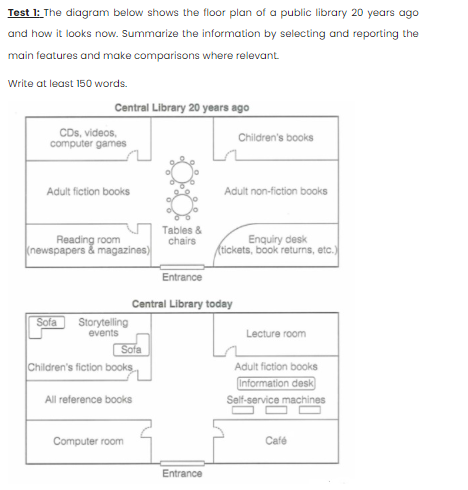 Test 1: The diagram below shows the floor plan of a public library 20 years ago
and how it looks now. Summarize the information by selecting and reporting the
main features and make comparisons where relevant.
Write at least 150 words.
Central Library 20 years ago
CDs, videos,
computer games
Children's books
Adult fiction books
Adult non-fiction books
Tables &
chairs
Reading room
(newspapers & magazines)
Enquiry desk
(tickets, book returns, etc.)
Entrance
Central Library today
Sofa
Storytelling
events
Sofa
Lecture room
Children's fiction books
Adult fiction books
Information desk
All reference books
Self-service machines
Computer room
Café
Entrance